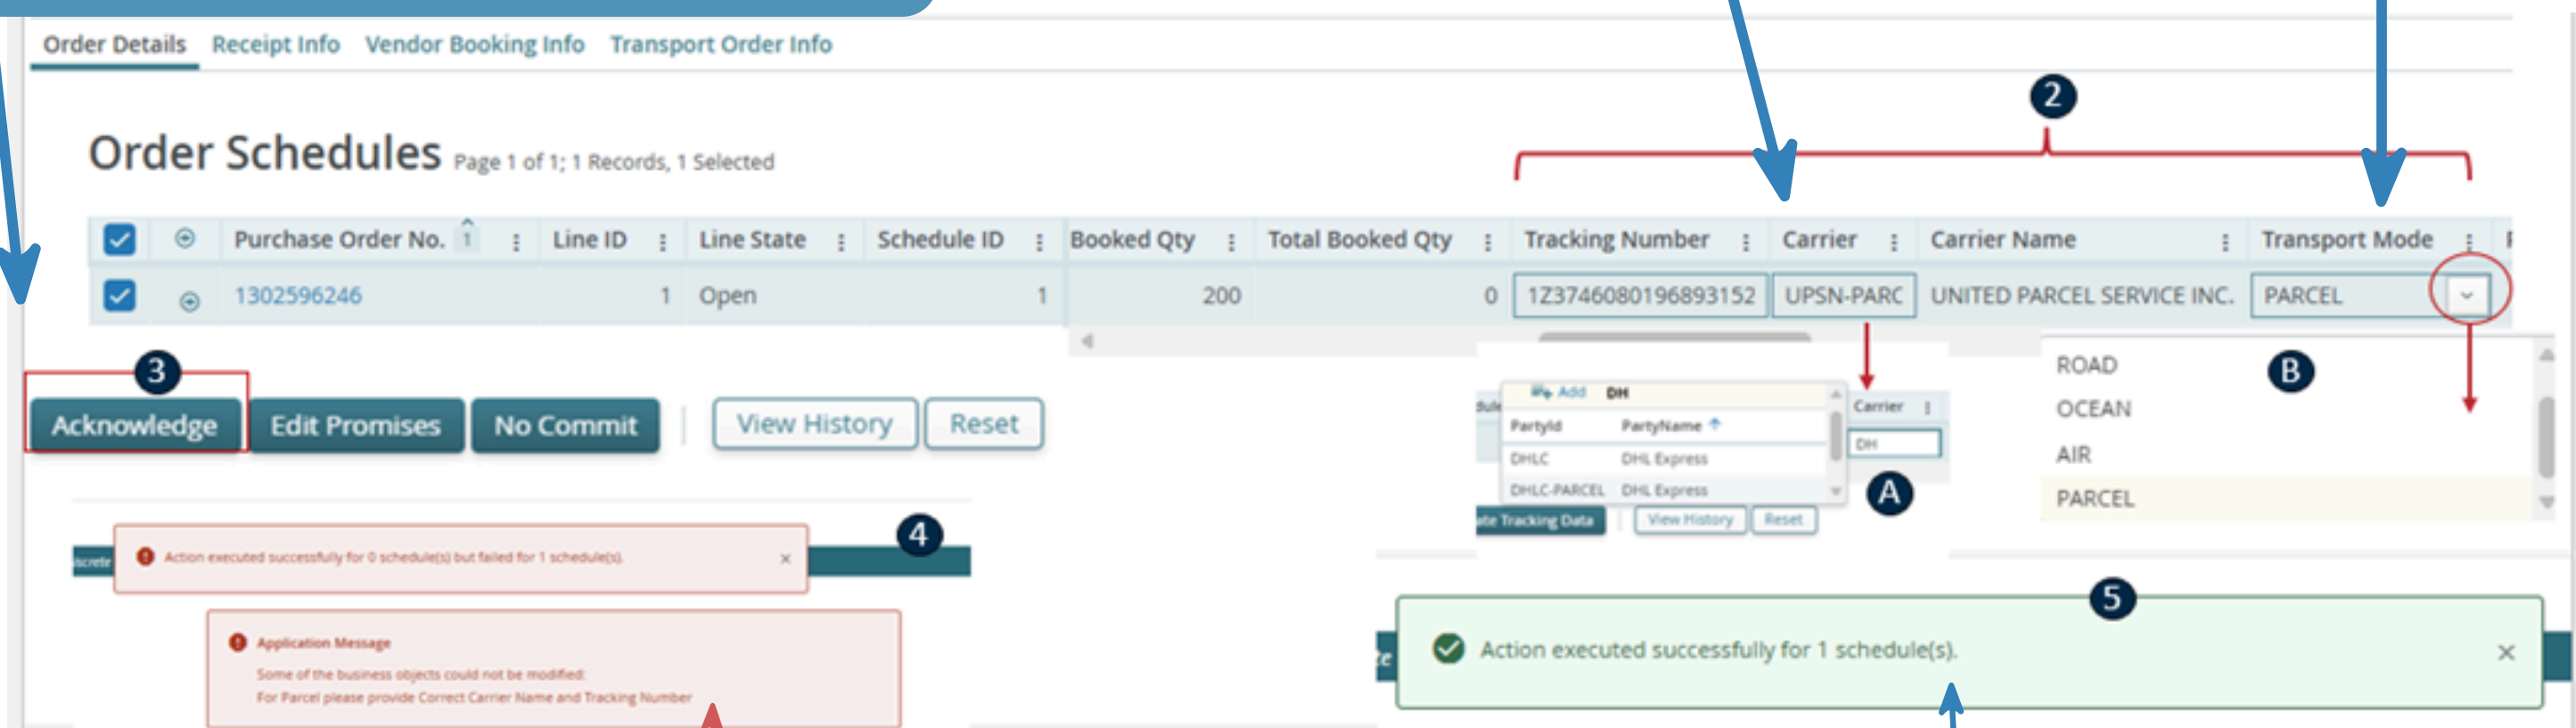 Order Details Receipt Info Vendor Booking Info Transport Order Info
2
Order Schedules Page 1 of 1; 1 Records, 1 Selected
Purchase Order No. 1 Line ID Line State Schedule ID Booked Qty Total Booked Qty Tracking Number Carrier Carrier Name Transport Mode
1302596246 1 Open 1 200 0 1Z3746080196893152 UPSN-PARC UNITED PARCEL SERVICE INC. PARCEL
3
Acknowledge Edit Promises No Commit View History Reset
Add DH
PartyId PartyName
DHLC DHL Express
DHLC-PARCEL DHL Express
Carrier
DH
A
ate Tracking Data View History Reset
B
ROAD
OCEAN
AIR
PARCEL
4
iscrete
Action executed successfully for 0 schedule(s) but failed for 1 schedule(s).
Application Message
Some of the business objects could not be modified:
For Parcel please provide Correct Carrier Name and Tracking Number
5
Action executed successfully for 1 schedule(s).